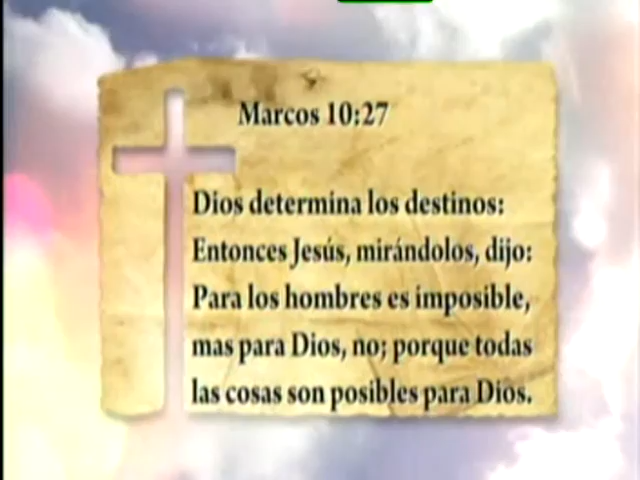 Marcos 10:27
Dios determina los destinos:
Entonces Jesús, mirándolos, dijo:
Para los hombres es imposible,
mas para Dios, no; porque todas
las cosas son posibles para Dios.